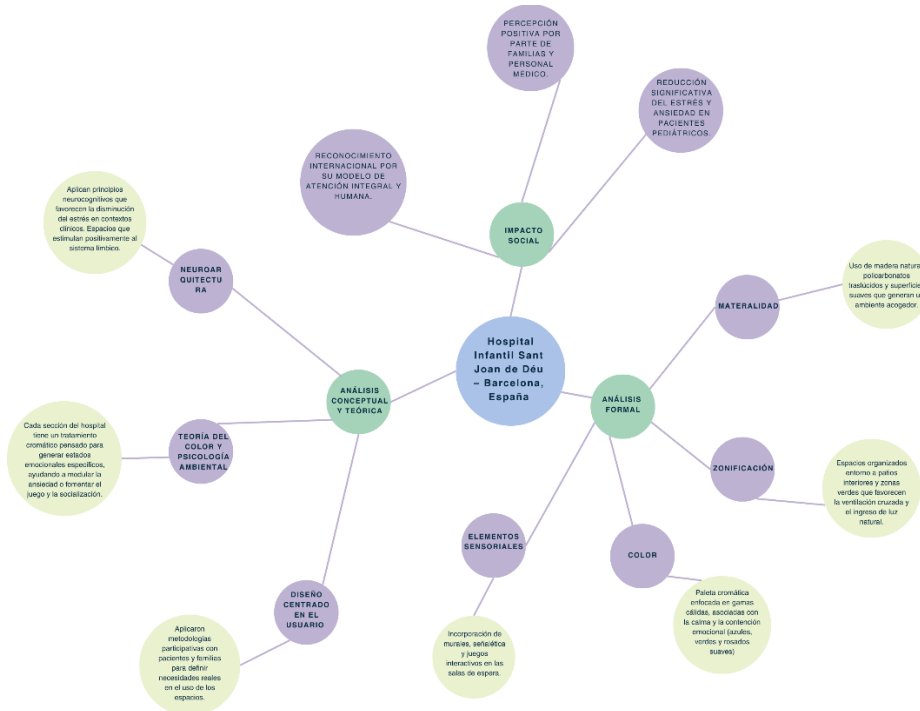 PERCEPCIÓN
POSITIVA POR
PARTE DE
FAMILIAS Y
PERSONAL
MÉDICO.
REDUCCIÓN
SIGNIFICATIVA
DEL ESTRÉS Y
ANSIEDAD EN
PACIENTES
PEDIÁTRICOS.
RECONOCIMIENTO
INTERNACIONAL POR
SU MODELO DE
ATENCIÓN INTEGRAL Y
HUMANA.
IMPACTO
SOCIAL
Aplican principios
neurocognitivos que
favorecen la disminución
del estrés en contextos
clínicos. Espacios que
estimulan positivamente al
sistema límbico.
NEUROAR
QUITECTU
RA
Hospital
Infantil Sant
Joan de Déu
– Barcelona,
España
MATERALIDAD
Uso de madera natura
policarbonatos
traslúcidos y superficie
suaves que generan u
ambiente acogedor.
ANÁLISIS
CONCEPTUAL
Y TEÓRICA
ANÁLISIS
FORMAL
Cada sección del hospital
tiene un tratamiento
cromático pensado para
generar estados
emocionales específicos,
ayudando a modular la
ansiedad o fomentar el
juego y la socialización.
TEORÍA DEL
COLOR Y
PSICOLOGÍA
AMBIENTAL
ZONIFICACIÓN
Espacios organizados
entorno a patios
interiores y zonas
verdes que favorecen
la ventilación cruzada y
el ingreso de luz
natural.
ELEMENTOS
SENSORIALES
COLOR
DISEÑO
CENTRADO
EN EL
USUARIO
Aplicaron
metodologías
participativas con
pacientes y familias
para definir
necesidades reales
en el uso de los
espacios.
Incorporación de
murales, señalética
y juegos
interactivos en las
salas de espera.
Paleta cromática
enfocada en gamas
cálidas, asociadas con
la calma y la contención
emocional (azules,
verdes y rosados
suaves)